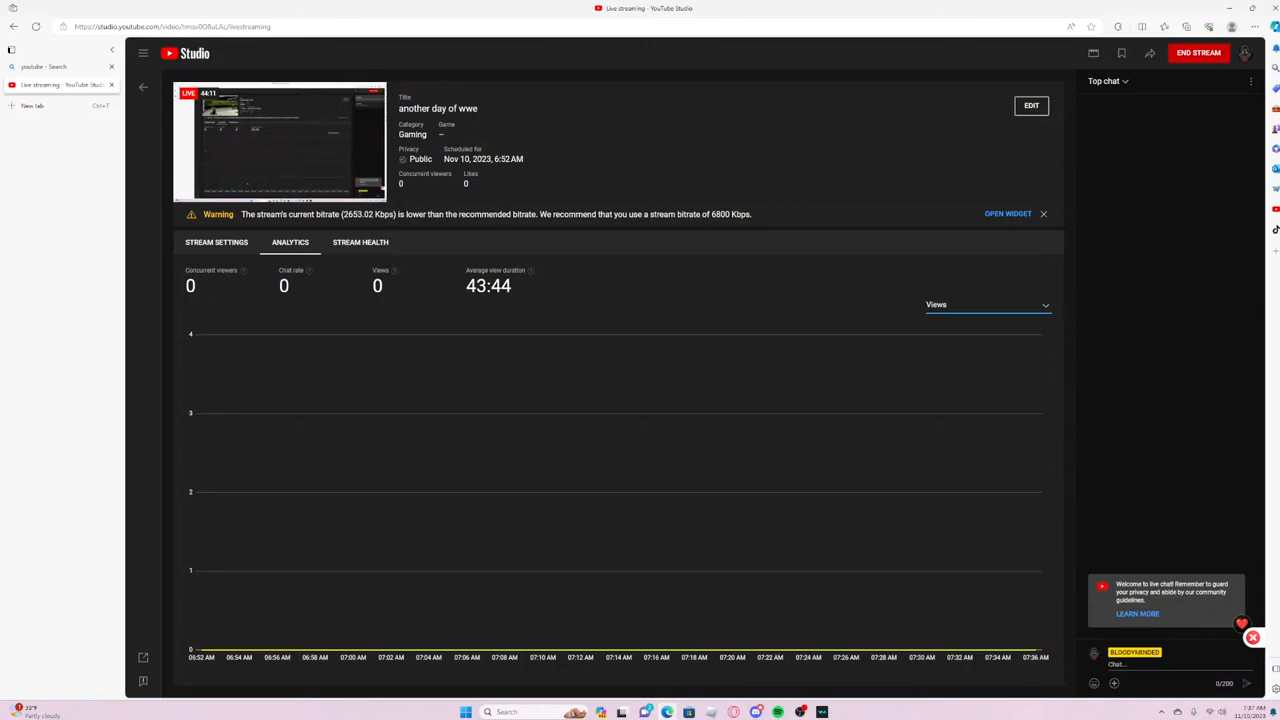 Live streaming - YouTube Studio
https://studio.youtube.com/video/hmsv0O8uLAc/livestreaming
youtube - Search
Live streaming - YouTube Studio
New tab
Ctrl+T
Studio
END STREAM
LIVE 44:11
Title
another day of wwe
EDIT
Category
Game
Gaming
–
Privacy
Scheduled for
Public
Nov 10, 2023, 6:52 AM
Concurrent viewers
Likes
0
0
Warning
The stream's current bitrate (2653.02 Kbps) is lower than the recommended bitrate. We recommend that you use a stream bitrate of 6800 Kbps.
OPEN WIDGET
STREAM SETTINGS
ANALYTICS
STREAM HEALTH
Concurrent viewers
Chat rate
Views
Average view duration
0
0
0
43:44
Views
4
3
2
1
0
06:52 AM 06:54 AM 06:56 AM 06:58 AM 07:00 AM 07:02 AM 07:04 AM 07:06 AM 07:08 AM 07:10 AM 07:12 AM 07:14 AM 07:16 AM 07:18 AM 07:20 AM 07:22 AM 07:24 AM 07:26 AM 07:28 AM 07:30 AM 07:32 AM 07:34 AM 07:36 AM
Top chat
Welcome to live chat! Remember to guard
your privacy and abide by our community
guidelines.
LEARN MORE
BLOODYMINDED
Chat...
0/200
Partly cloudy
Search
7:37 AM
11/10/2023